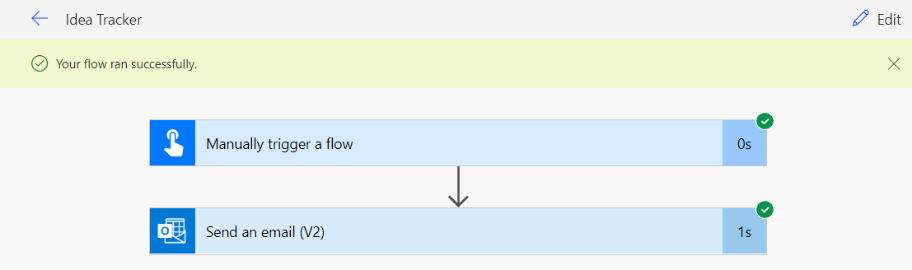 Idea Tracker
Edit
Your flow ran successfully.
Manually trigger a flow
0s
Send an email (V2)
1s